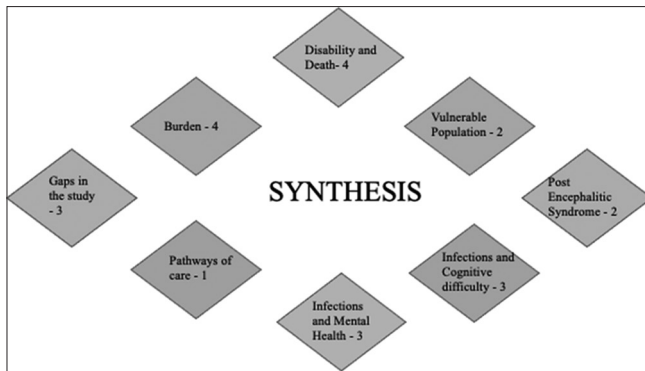 Disability and
Death- 4
Burden - 4
Vulnerable
Population - 2
Gaps in
the study
- 3
SYNTHESIS
Post
Encephalitic
Syndrome - 2
Pathways of
care - 1
Infections and
Cognitive
difficulty - 3
Infections
and Mental
Health - 3